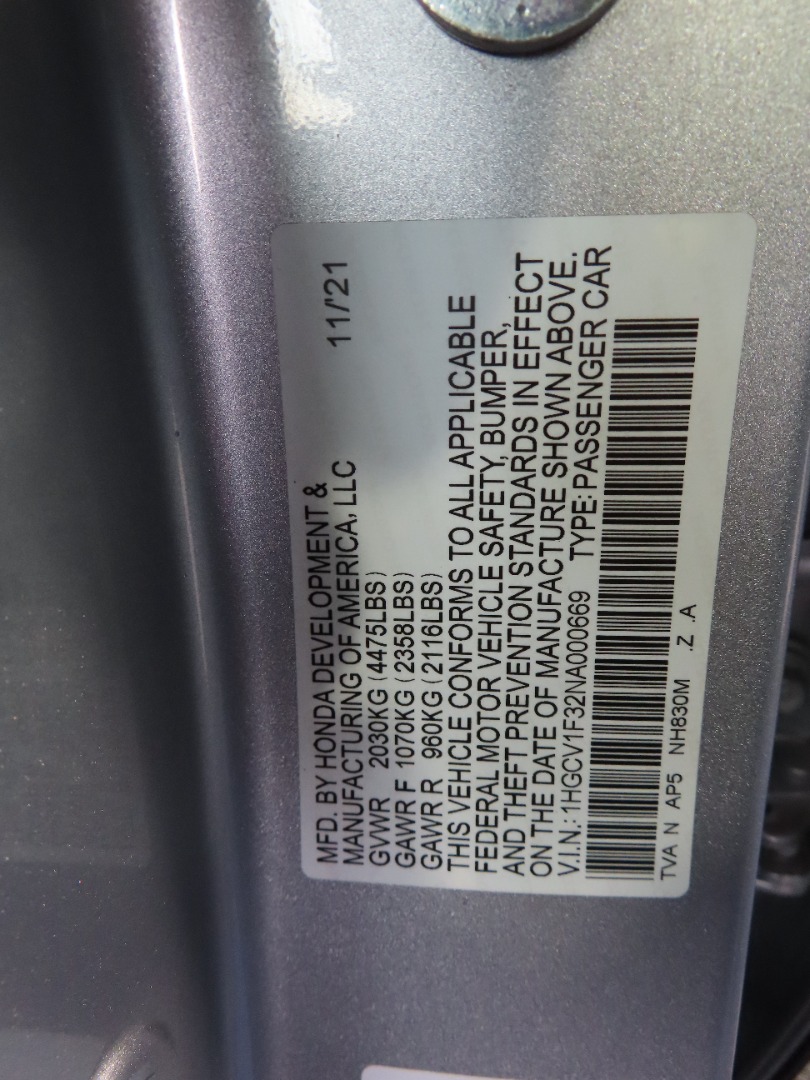 MFD. BY HONDA DEVELOPMENT & 11/'21
MANUFACTURING OF AMERICA, LLC
GVWR 2030KG (4475LBS)
GAWR F 1070KG (2358LBS)
GAWR R 960KG (2116LBS)
THIS VEHICLE CONFORMS TO ALL APPLICABLE
FEDERAL MOTOR VEHICLE SAFETY, BUMPER,
AND THEFT PREVENTION STANDARDS IN EFFECT
ON THE DATE OF MANUFACTURE SHOWN ABOVE.
V.I.N.: 1HGCV1F32NA000669 TYPE: PASSENGER CAR
TVA N AP5 NH830M .Z .A